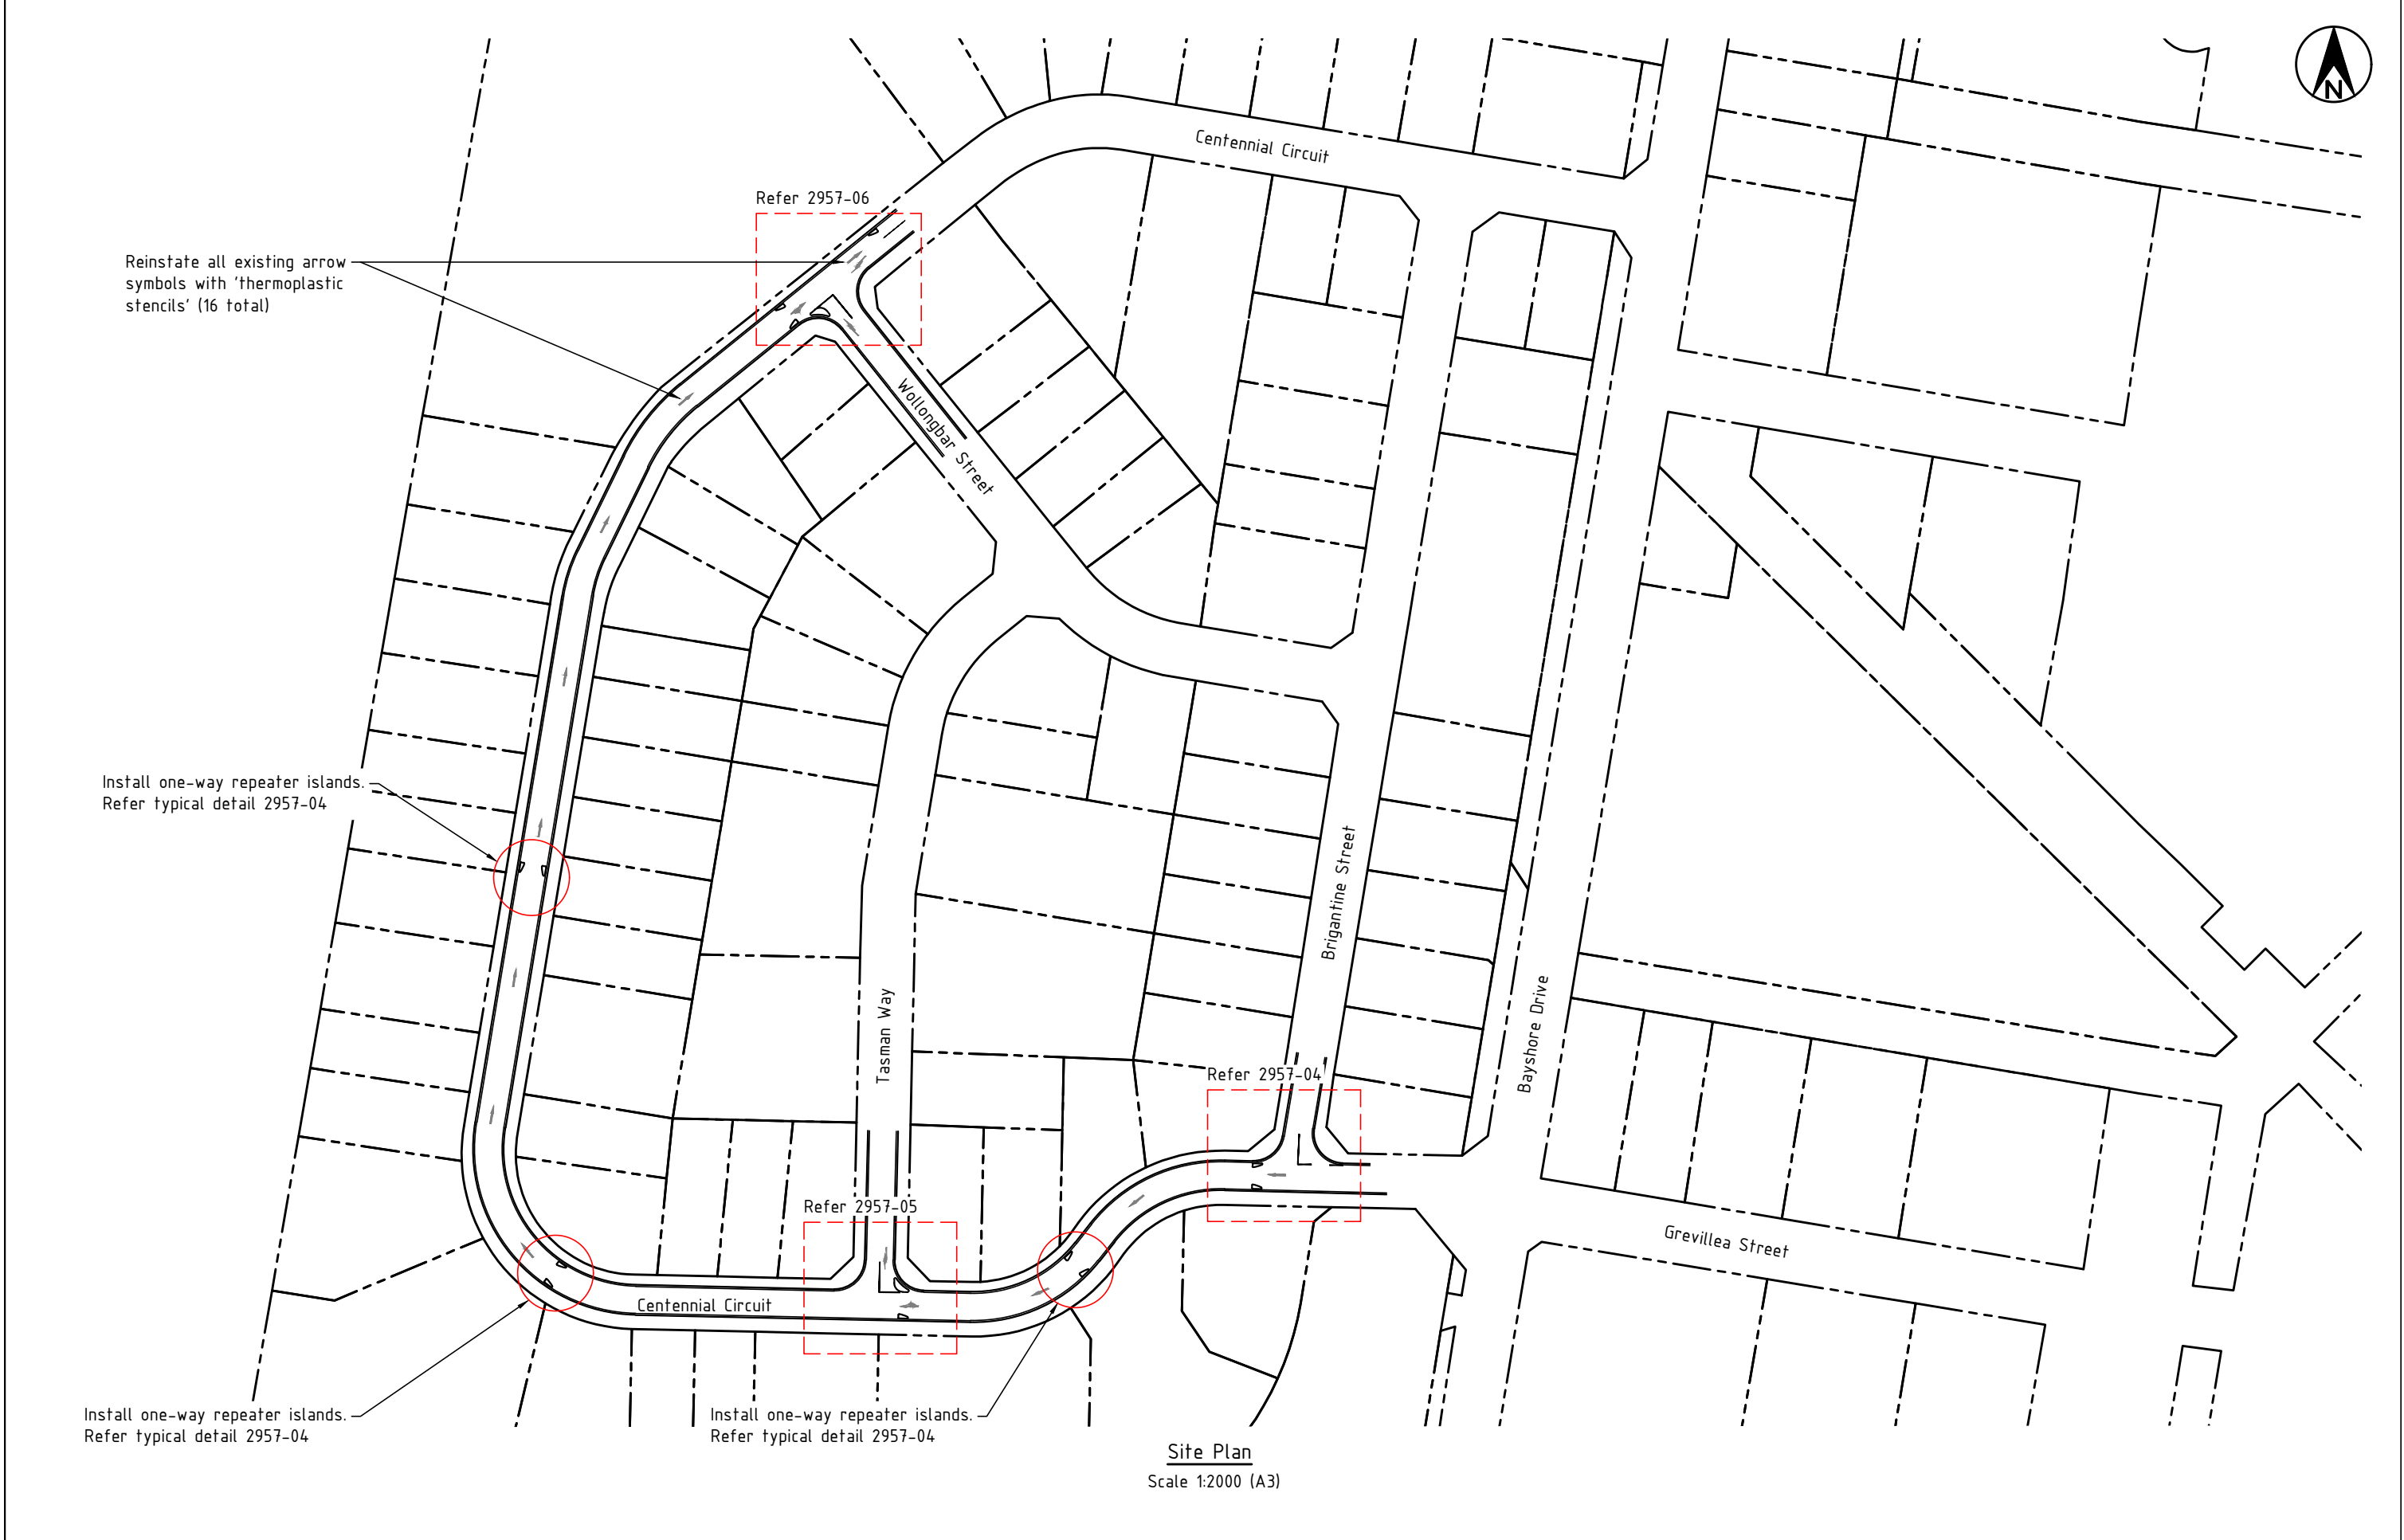 N
Centennial Circuit
Refer 2957-06
Reinstate all existing arrow
symbols with 'thermoplastic
stencils' (16 total)
Wollongbar Street
Install one-way repeater islands.
Refer typical detail 2957-04
Brigantine Street
Tasman Way
Bayshore Drive
Refer 2957-04
Refer 2957-05
Grevillea Street
Centennial Circuit
Install one-way repeater islands.
Refer typical detail 2957-04
Install one-way repeater islands.
Refer typical detail 2957-04
Site Plan
Scale 1:2000 (A3)